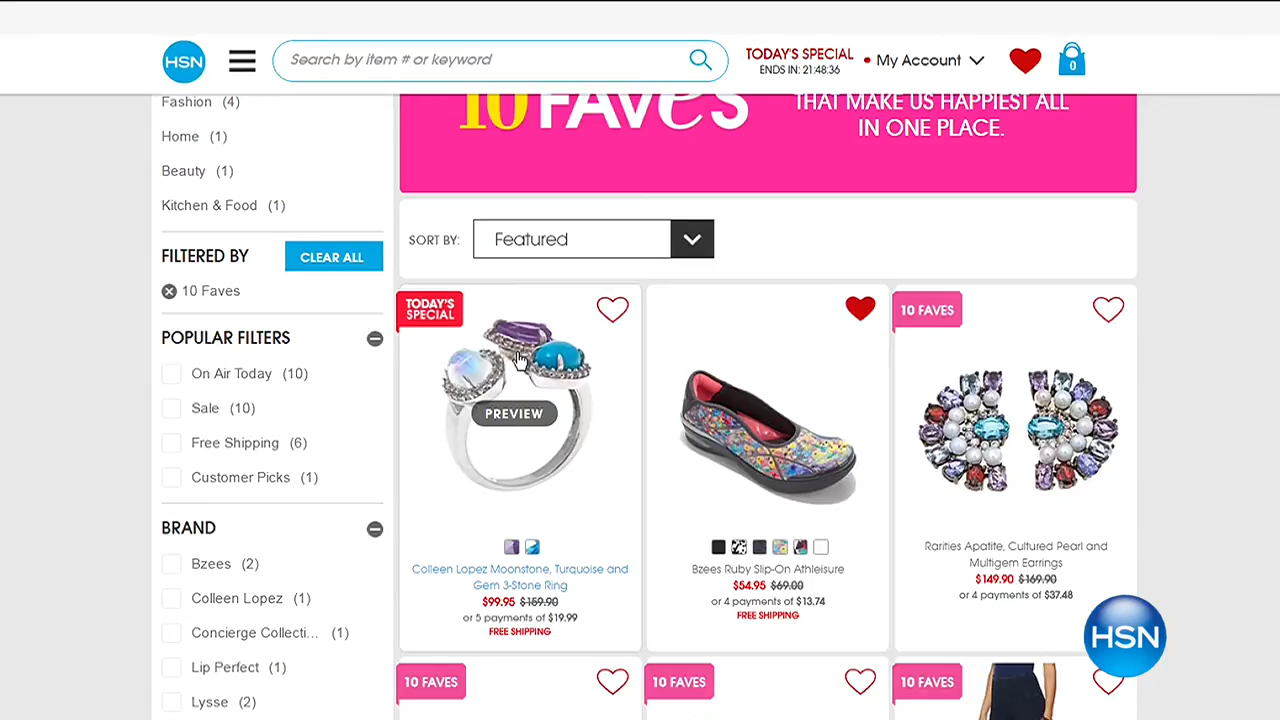 HSN
Search by item # or keyword
TODAY'S SPECIAL
ENDS IN: 21:48:36
My Account
0
Fashion (4)
Home (1)
Beauty (1)
Kitchen & Food (1)
FILTERED BY
CLEAR ALL
10 Faves
POPULAR FILTERS
On Air Today (10)
Sale (10)
Free Shipping (6)
Customer Picks (1)
BRAND
Bzees (2)
Colleen Lopez (1)
Concierge Collecti... (1)
Lip Perfect (1)
Lysse (2)
10 FAVeS
THAT MAKE US HAPPIEST ALL
IN ONE PLACE.
SORT BY:
Featured
TODAY'S
SPECIAL
PREVIEW
Colleen Lopez Moonstone, Turquoise and
Gem 3-Stone Ring
$99.95 $159.90
or 5 payments of $19.99
FREE SHIPPING
Bzees Ruby Slip-On Athleisure
$54.95 $69.00
or 4 payments of $13.74
FREE SHIPPING
10 FAVES
Rarities Apatite, Cultured Pearl and
Multigem Earrings
$149.90 $169.90
or 4 payments of $37.48
HSN
10 FAVES
10 FAVES
10 FAVES